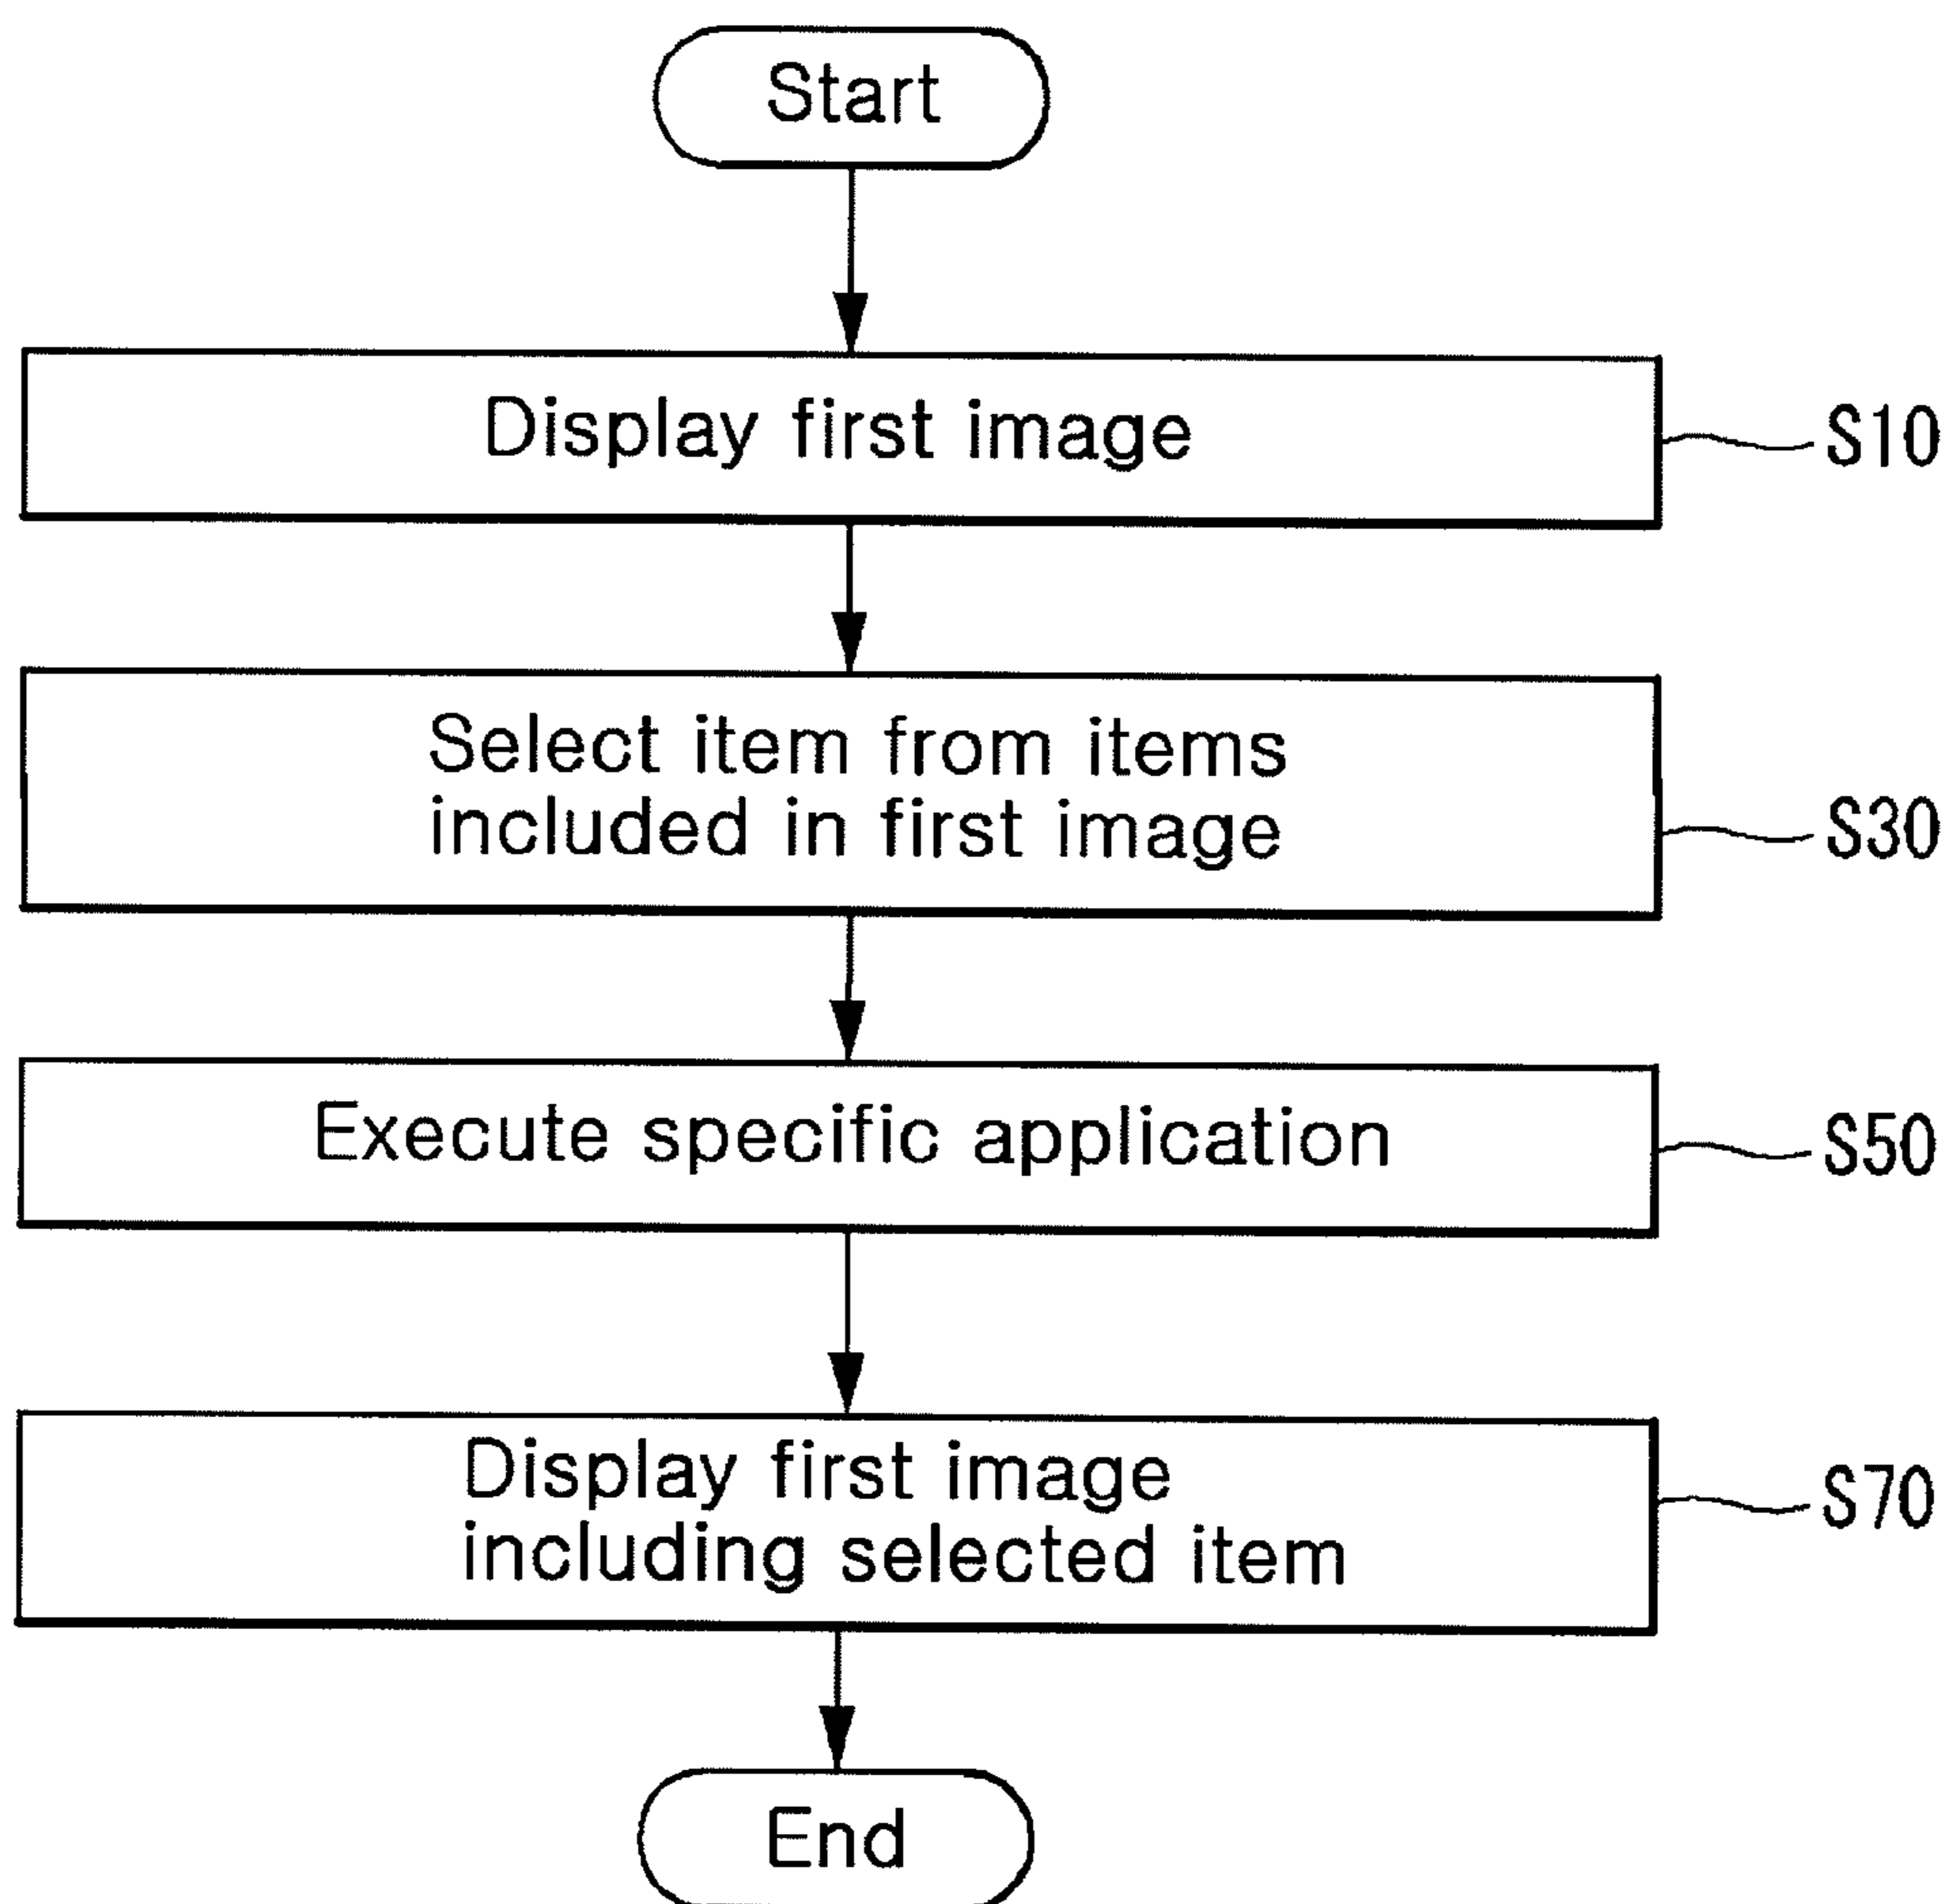 Start
Display first image
S10
Select item from items
included in first image
S30
Execute specific application
S50
Display first image
including selected item
S70
End